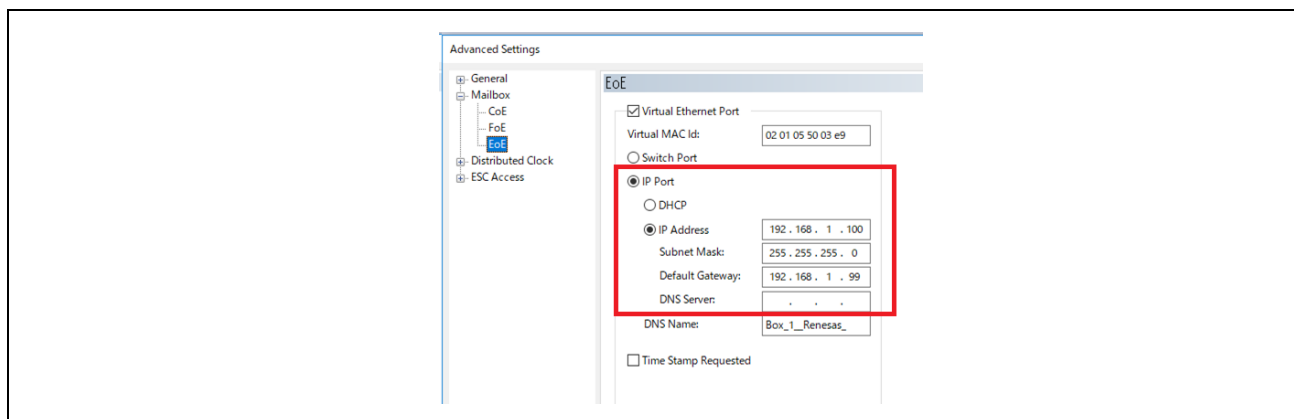 Advanced Settings
General
Mailbox
CoE
FoE
EoE
Distributed Clock
ESC Access
EoE
Virtual Ethernet Port
Virtual MAC Id: 02 01 05 50 03 e9
Switch Port
IP Port
DHCP
IP Address 192 . 168 . 1 . 100
Subnet Mask: 255 . 255 . 255 . 0
Default Gateway: 192 . 168 . 1 . 99
DNS Server: . . .
DNS Name: Box_1__Renesas_
Time Stamp Requested